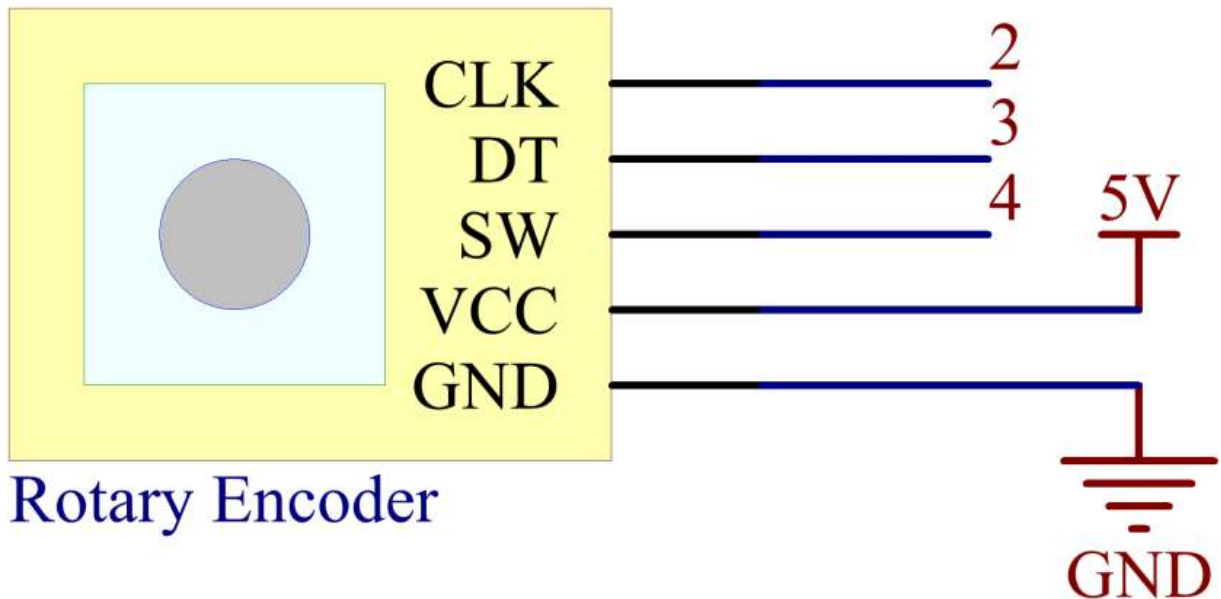 CLK 2
DT 3
SW 4
5V
VCC
GND
Rotary Encoder
GND